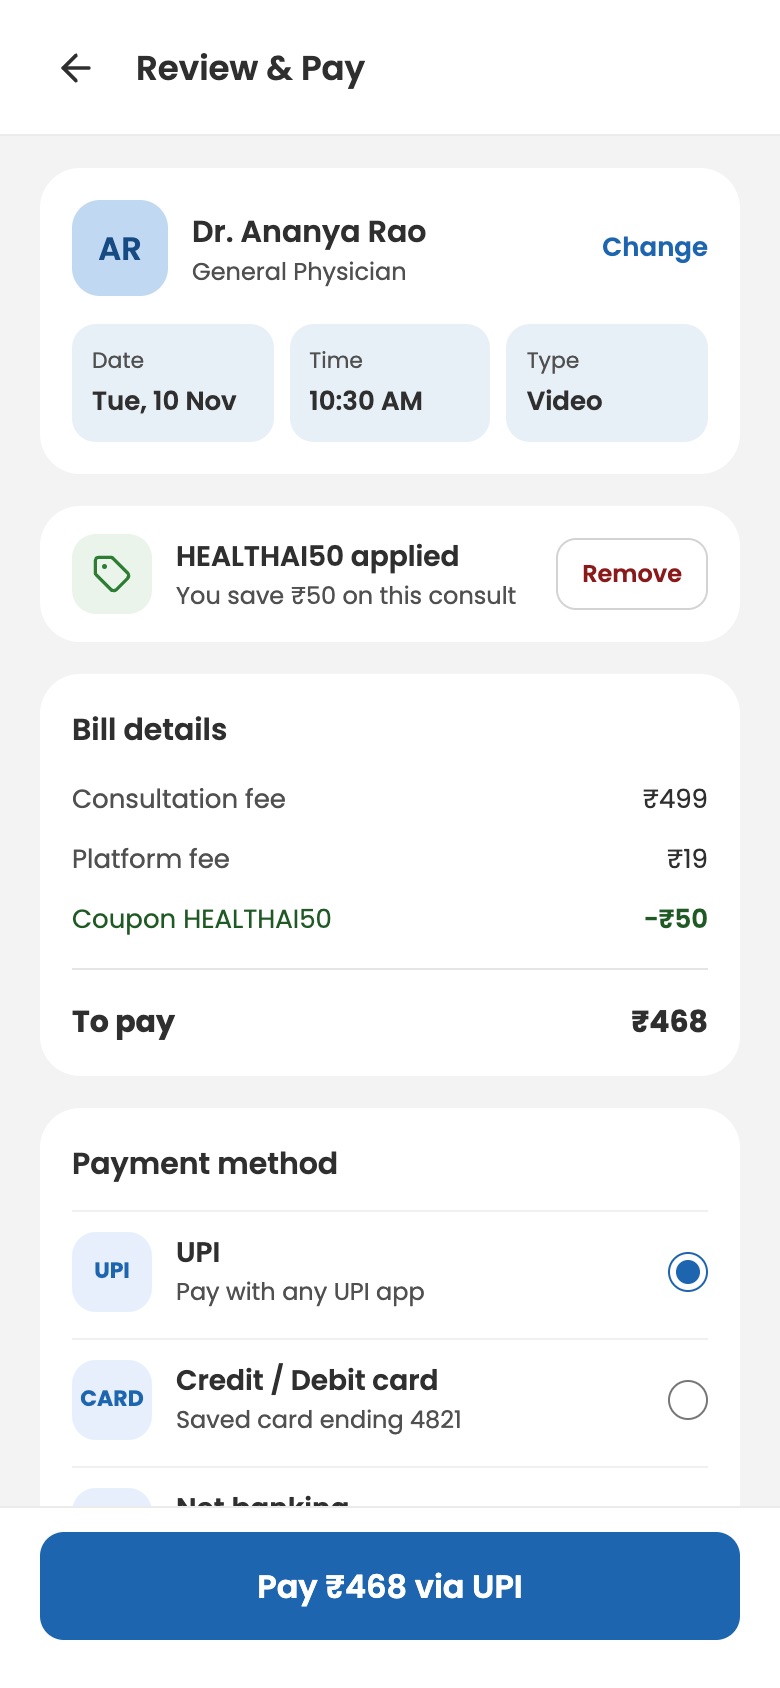 Review & Pay
AR
Dr. Ananya Rao
General Physician
Change
Date
Tue, 10 Nov
Time
10:30 AM
Type
Video
HEALTHAI50 applied
You save ₹50 on this consult
Remove
Bill details
Consultation fee ₹499
Platform fee ₹19
Coupon HEALTHAI50 -₹50
To pay ₹468
Payment method
UPI
UPI
Pay with any UPI app
CARD
Credit / Debit card
Saved card ending 4821
Net banking
Pay ₹468 via UPI